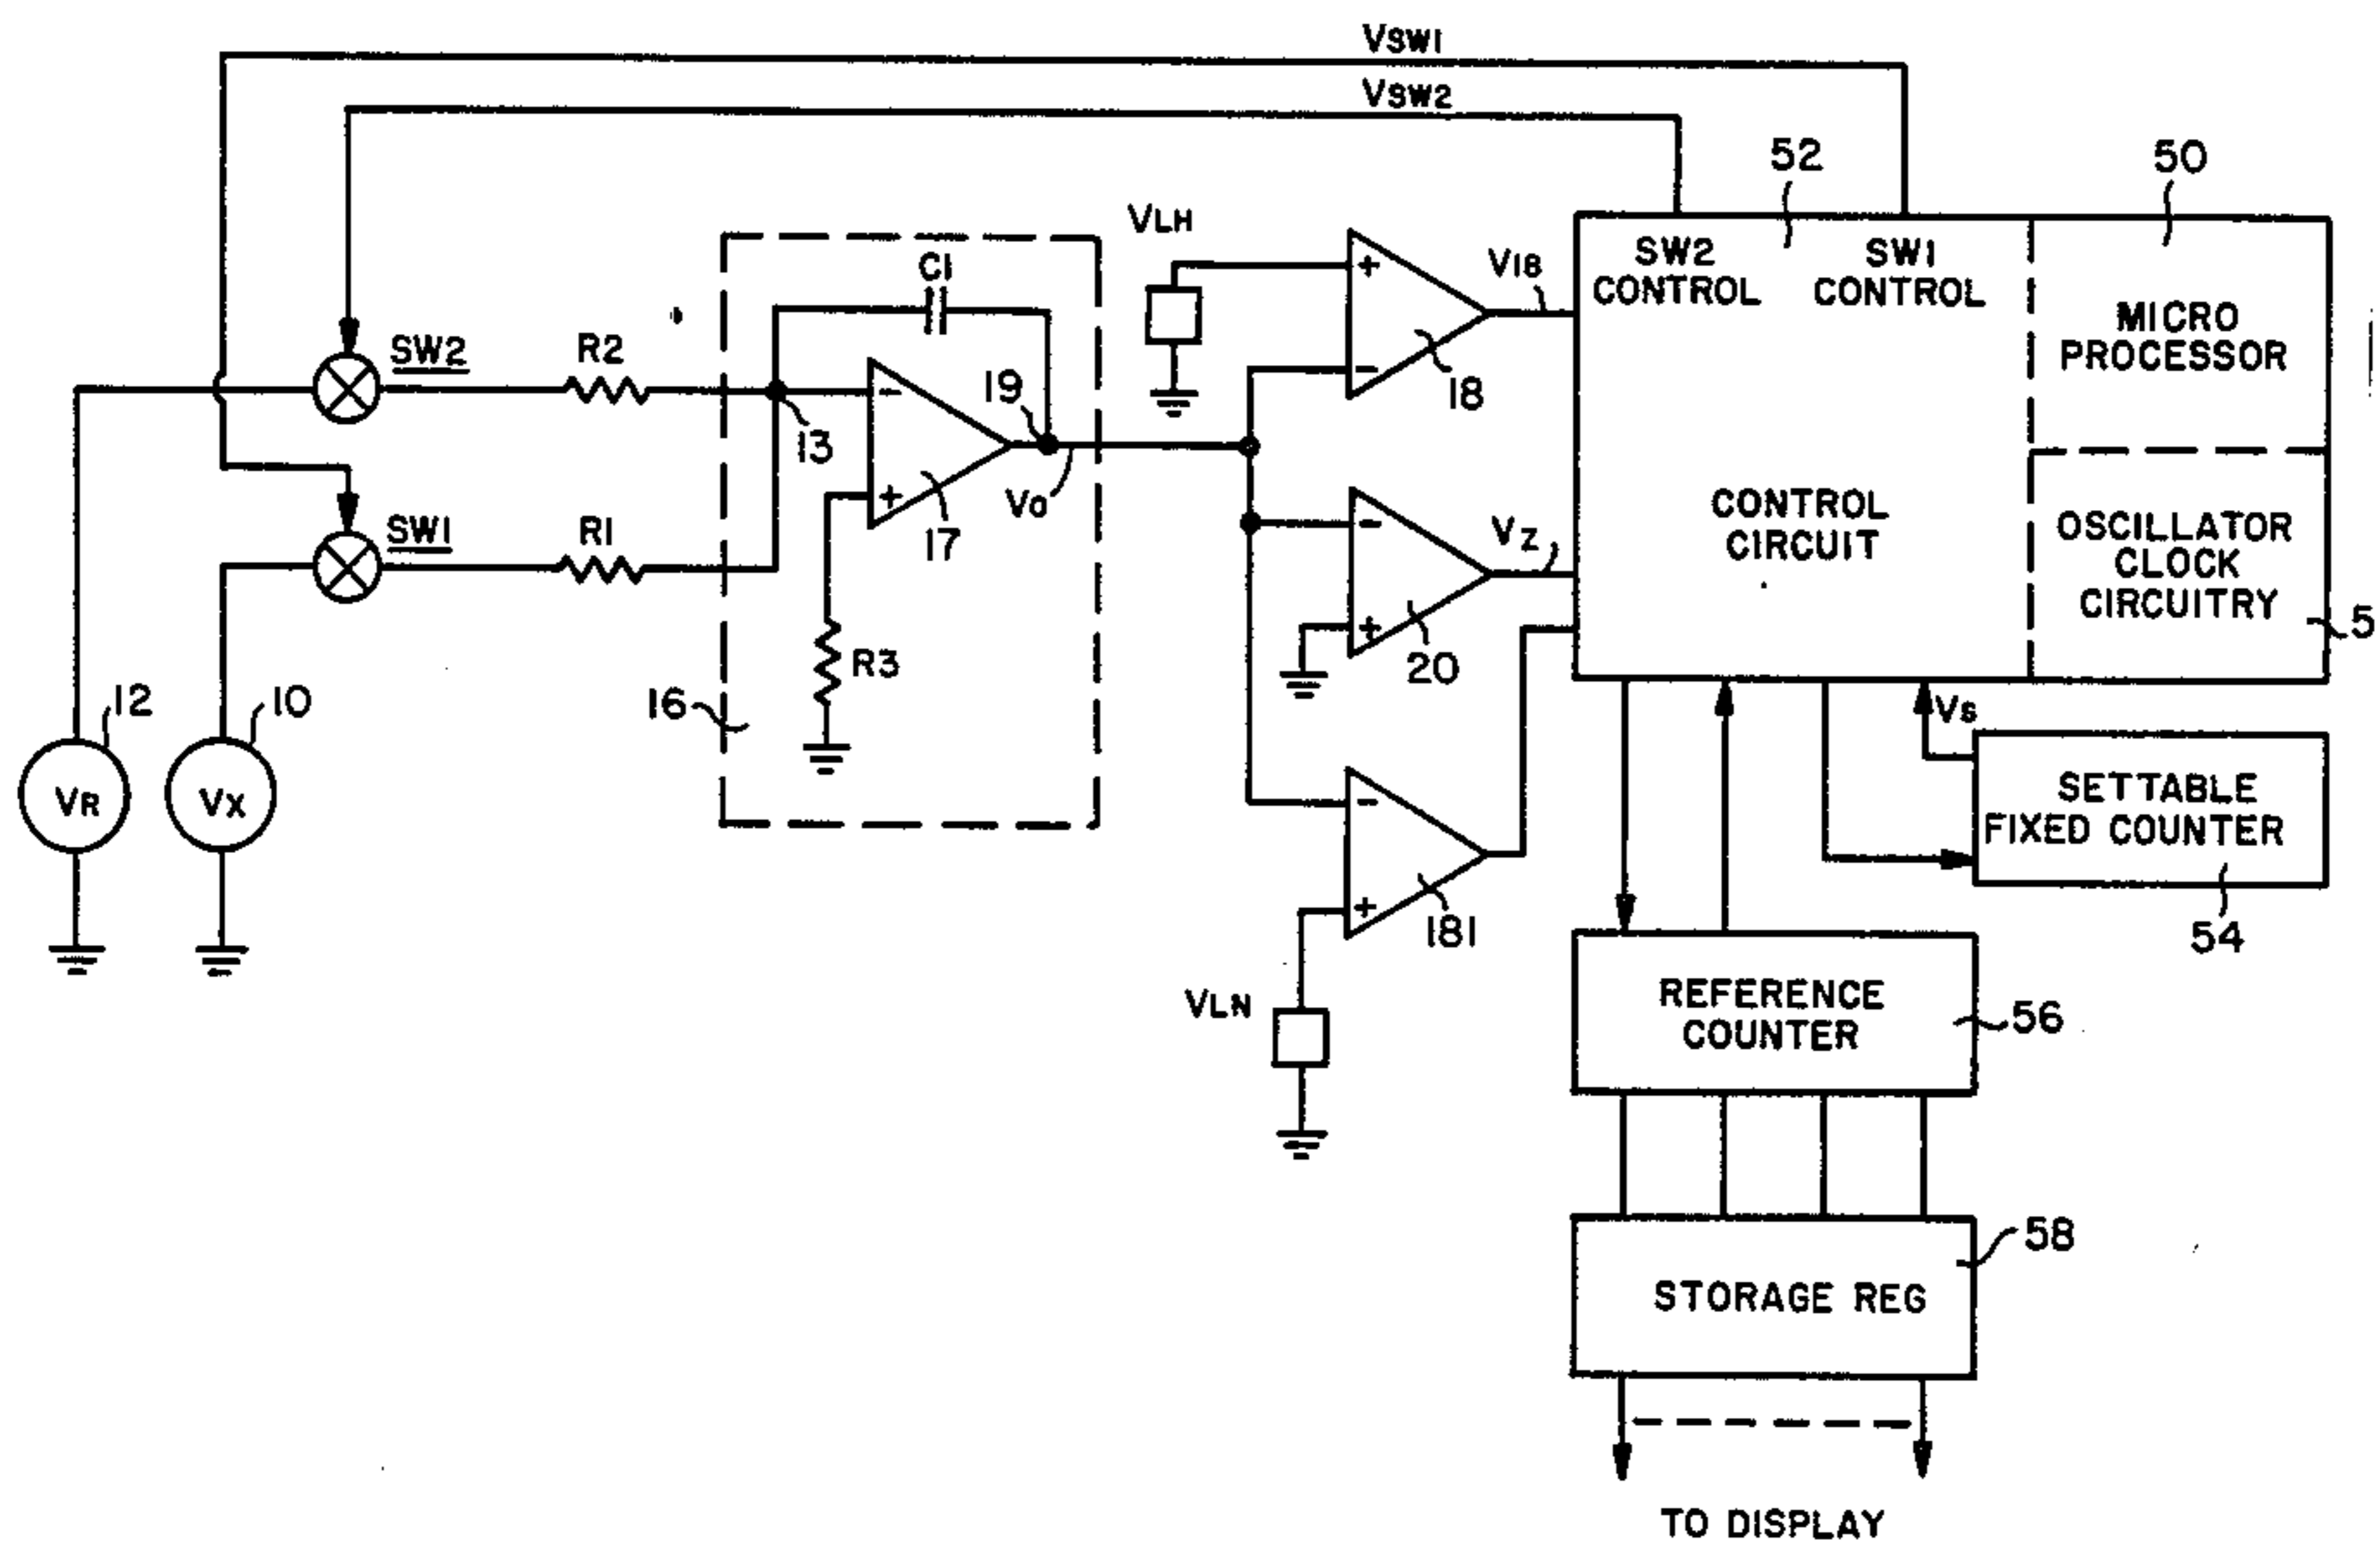 VSW1
VSW2
52
50
VLH
SW2
CONTROL
SW1
CONTROL
V18
C1
MICRO
PROCESSOR
SW2
R2
19
13
18
-
+
+
-
17
Va
SW1
R1
CONTROL
CIRCUIT
OSCILLATOR
CLOCK
CIRCUITRY
VZ
-
+
20
5
R3
16
12
10
VR
VX
VS
SETTABLE
FIXED COUNTER
54
-
+
181
VLN
REFERENCE
COUNTER
56
58
STORAGE REG
TO DISPLAY